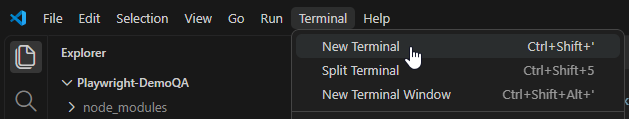 File Edit Selection View Go Run Terminal Help
Explorer
New Terminal Ctrl+Shift+'
Playwright-DemoQA
Split Terminal Ctrl+Shift+5
node_modules
New Terminal Window Ctrl+Shift+Alt+'